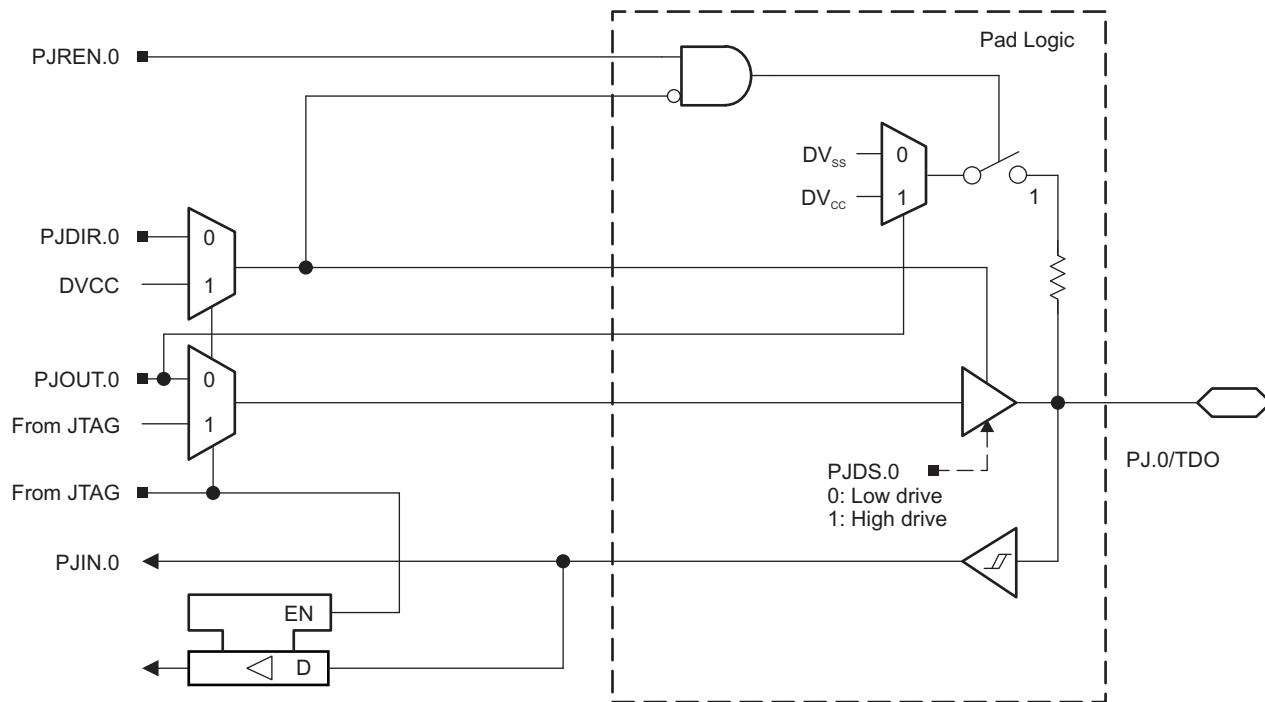 Pad Logic
PJREN.0
DVSS
0
DVCC
1
1
PJDIR.0
0
DVCC
1
PJOUT.0
0
From JTAG
1
PJDS.0
0: Low drive
1: High drive
PJ.0/TDO
From JTAG
PJIN.0
EN
D